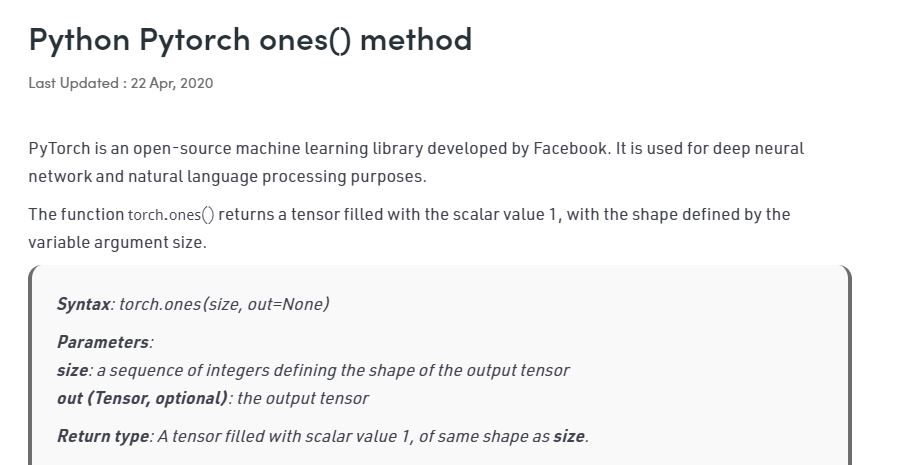 Python Pytorch ones() method
Last Updated : 22 Apr, 2020
PyTorch is an open-source machine learning library developed by Facebook. It is used for deep neural
network and natural language processing purposes.
The function torch.ones() returns a tensor filled with the scalar value 1, with the shape defined by the
variable argument size.
Syntax: torch.ones(size, out=None)
Parameters:
size: a sequence of integers defining the shape of the output tensor
out (Tensor, optional): the output tensor
Return type: A tensor filled with scalar value 1, of same shape as size.